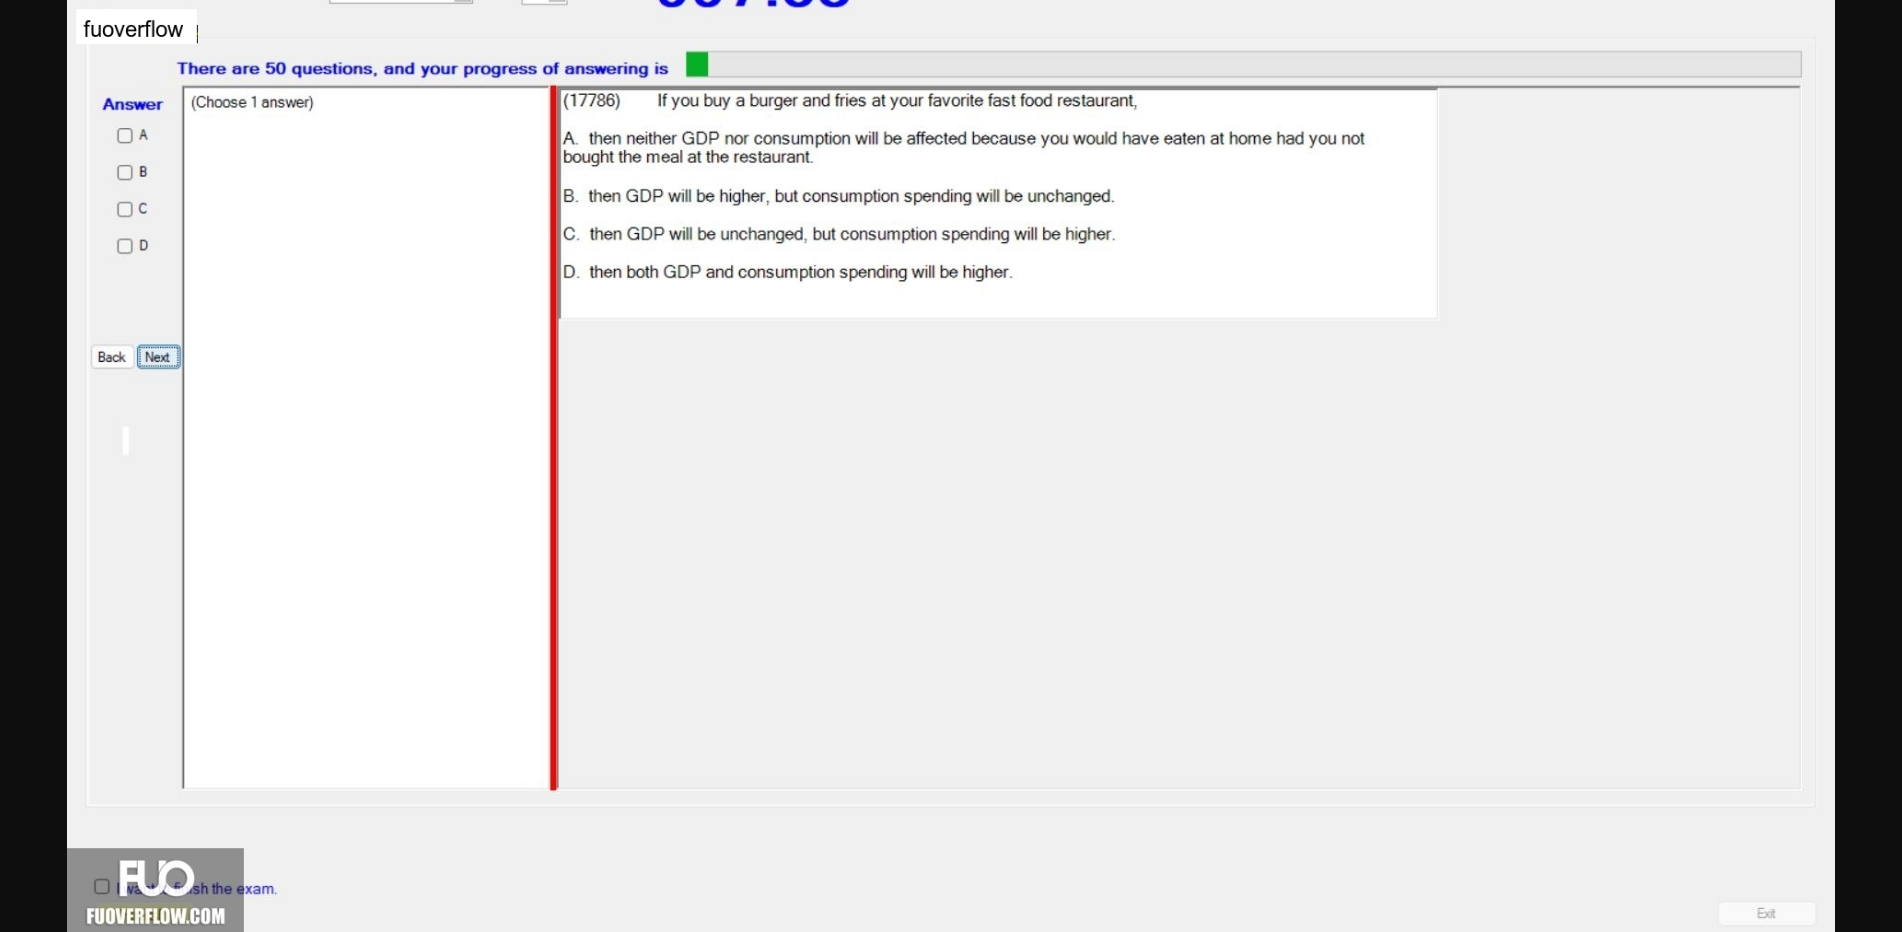 fuoverflow
There are 50 questions, and your progress of answering is
Answer
(Choose 1 answer)
A
B
C
D
Back
Next
(17786) If you buy a burger and fries at your favorite fast food restaurant,
A. then neither GDP nor consumption will be affected because you would have eaten at home had you not
bought the meal at the restaurant.
B. then GDP will be higher, but consumption spending will be unchanged.
C. then GDP will be unchanged, but consumption spending will be higher.
D. then both GDP and consumption spending will be higher.
FUO
the exam.
FUOVERFLOW.COM
Exit